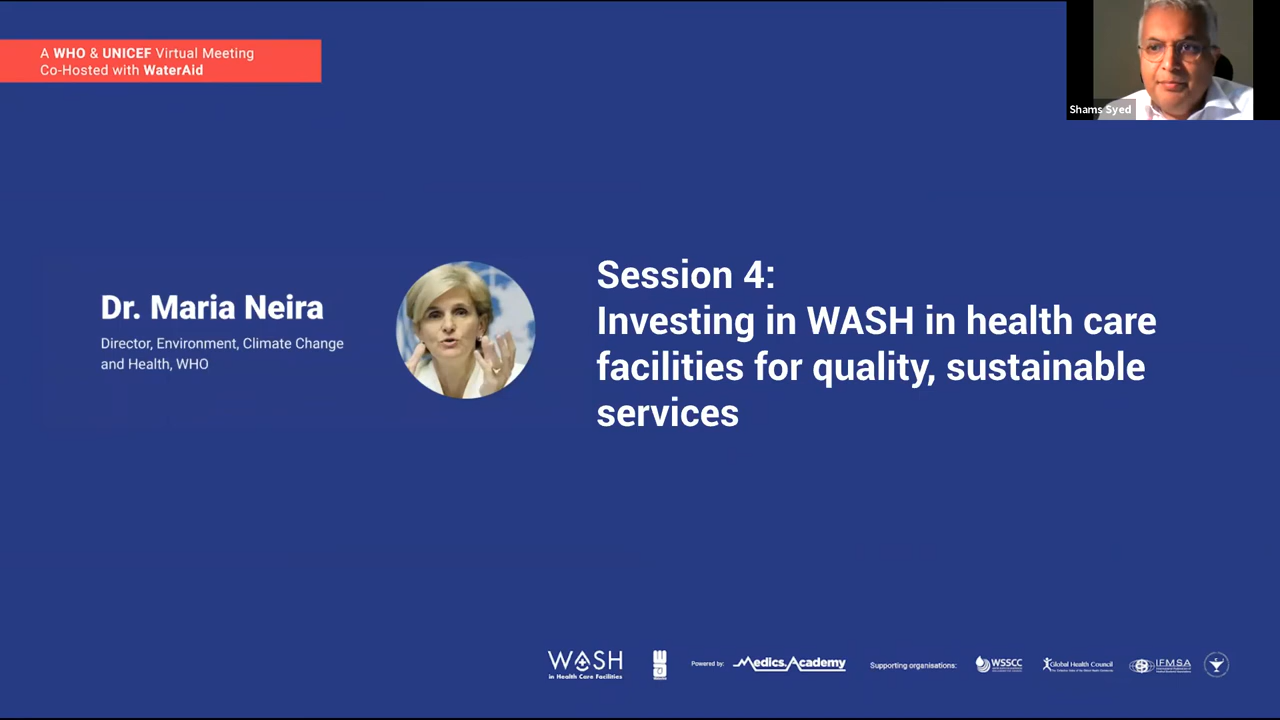 A WHO & UNICEF Virtual Meeting
Co-Hosted with WaterAid
Shams Syed
Dr. Maria Neira
Director, Environment, Climate Change
and Health, WHO
Session 4:
Investing in WASH in health care
facilities for quality, sustainable
services
WASH
in Health Care Facilities
Powered by:
Medics.Academy
Supporting organisations:
WSSCC
Global Health Council
IFMSA